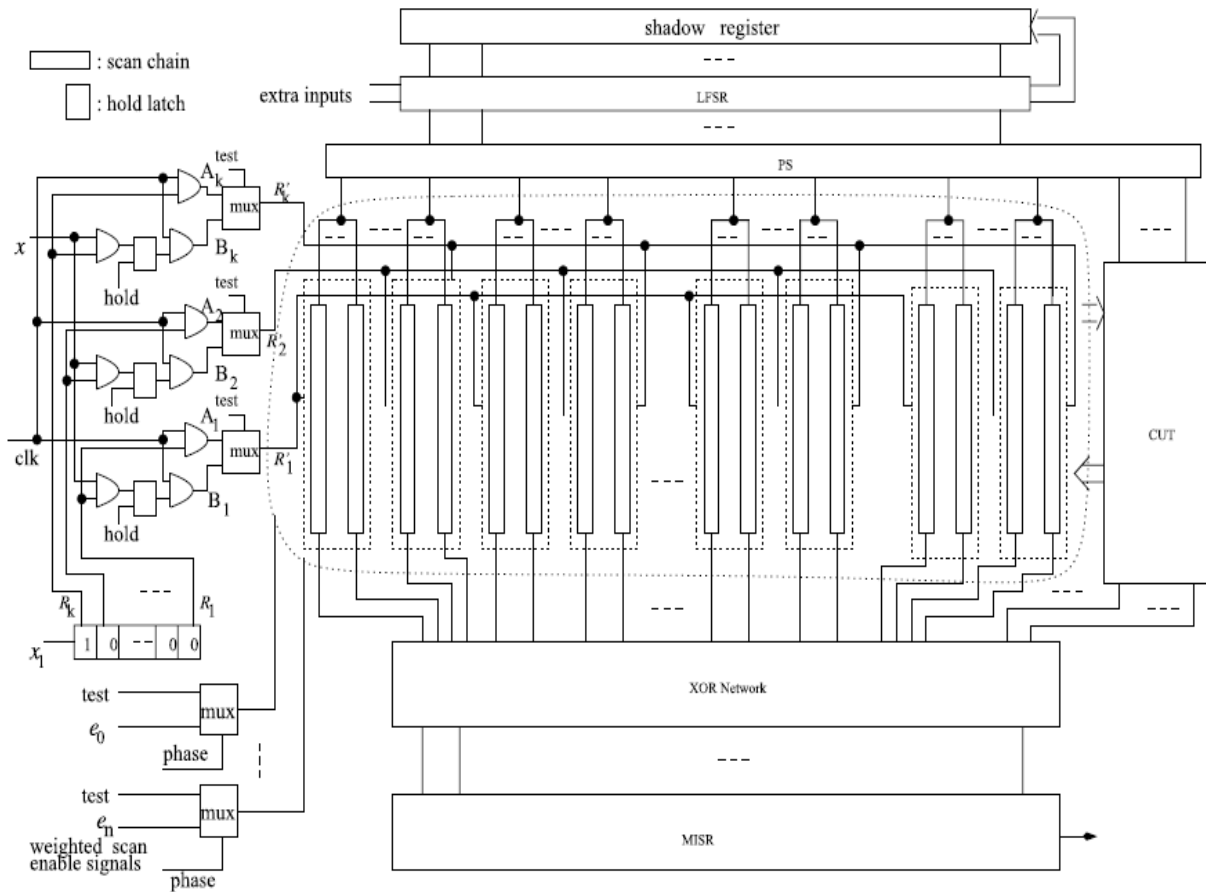 shadow register
: scan chain
LFSR
extra inputs
: hold latch
PS
test
A_k
mux
R'_k
x
B_k
hold
test
A_2
mux
R'_2
B_2
hold
test
A_1
mux
R'_1
clk
B_1
hold
CUT
R_k
R_1
x_1
1 0 -- 0 0
XOR Network
test
mux
e_0
phase
test
mux
e_n
weighted scan
enable signals
phase
MISR